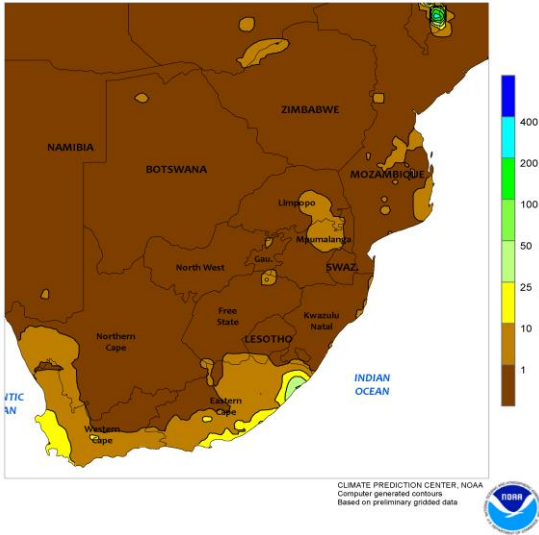 ZIMBABWE
NAMIBIA
BOTSWANA
MOZAMBIQUE
Limpopo
Mpumalanga
Gau.
North West
SWAZ.
Free
State
Kwazulu
Natal
LESOTHO
Northern
Cape
Eastern
Cape
Western
Cape
NTIC
AN
INDIAN
OCEAN
400
200
100
50
25
10
1
CLIMATE PREDICTION CENTER, NOAA
Computer generated contours
Based on preliminary gridded data
NOAA